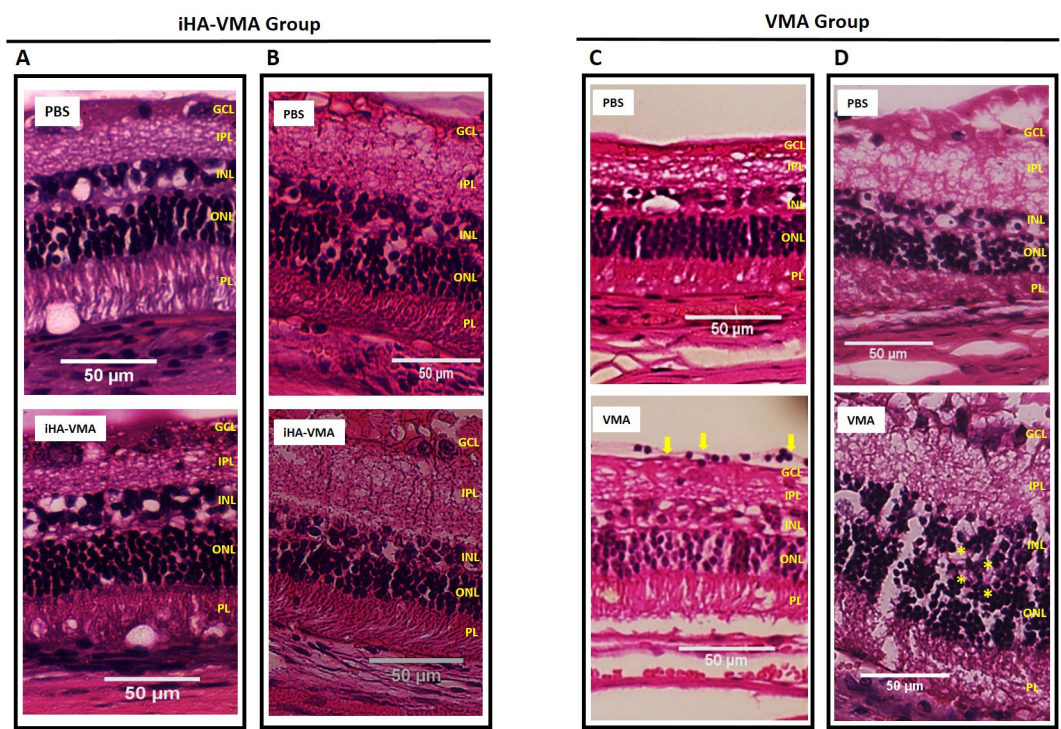 iHA-VMA Group
VMA Group
A
B
C
D
PBS
GCL
IPL
INL
ONL
PL
50 µm
PBS
GCL
IPL
INL
ONL
PL
50 µm
PBS
GCL
IPL
INL
ONL
PL
50 µm
PBS
GCL
IPL
INL
ONL
PL
50 µm
iHA-VMA
GCL
IPL
INL
ONL
PL
50 µm
iHA-VMA
GCL
IPL
INL
ONL
PL
50 µm
VMA
GCL
IPL
INL
ONL
PL
50 µm
VMA
GCL
IPL
INL
* * * *
ONL
50 µm
PL